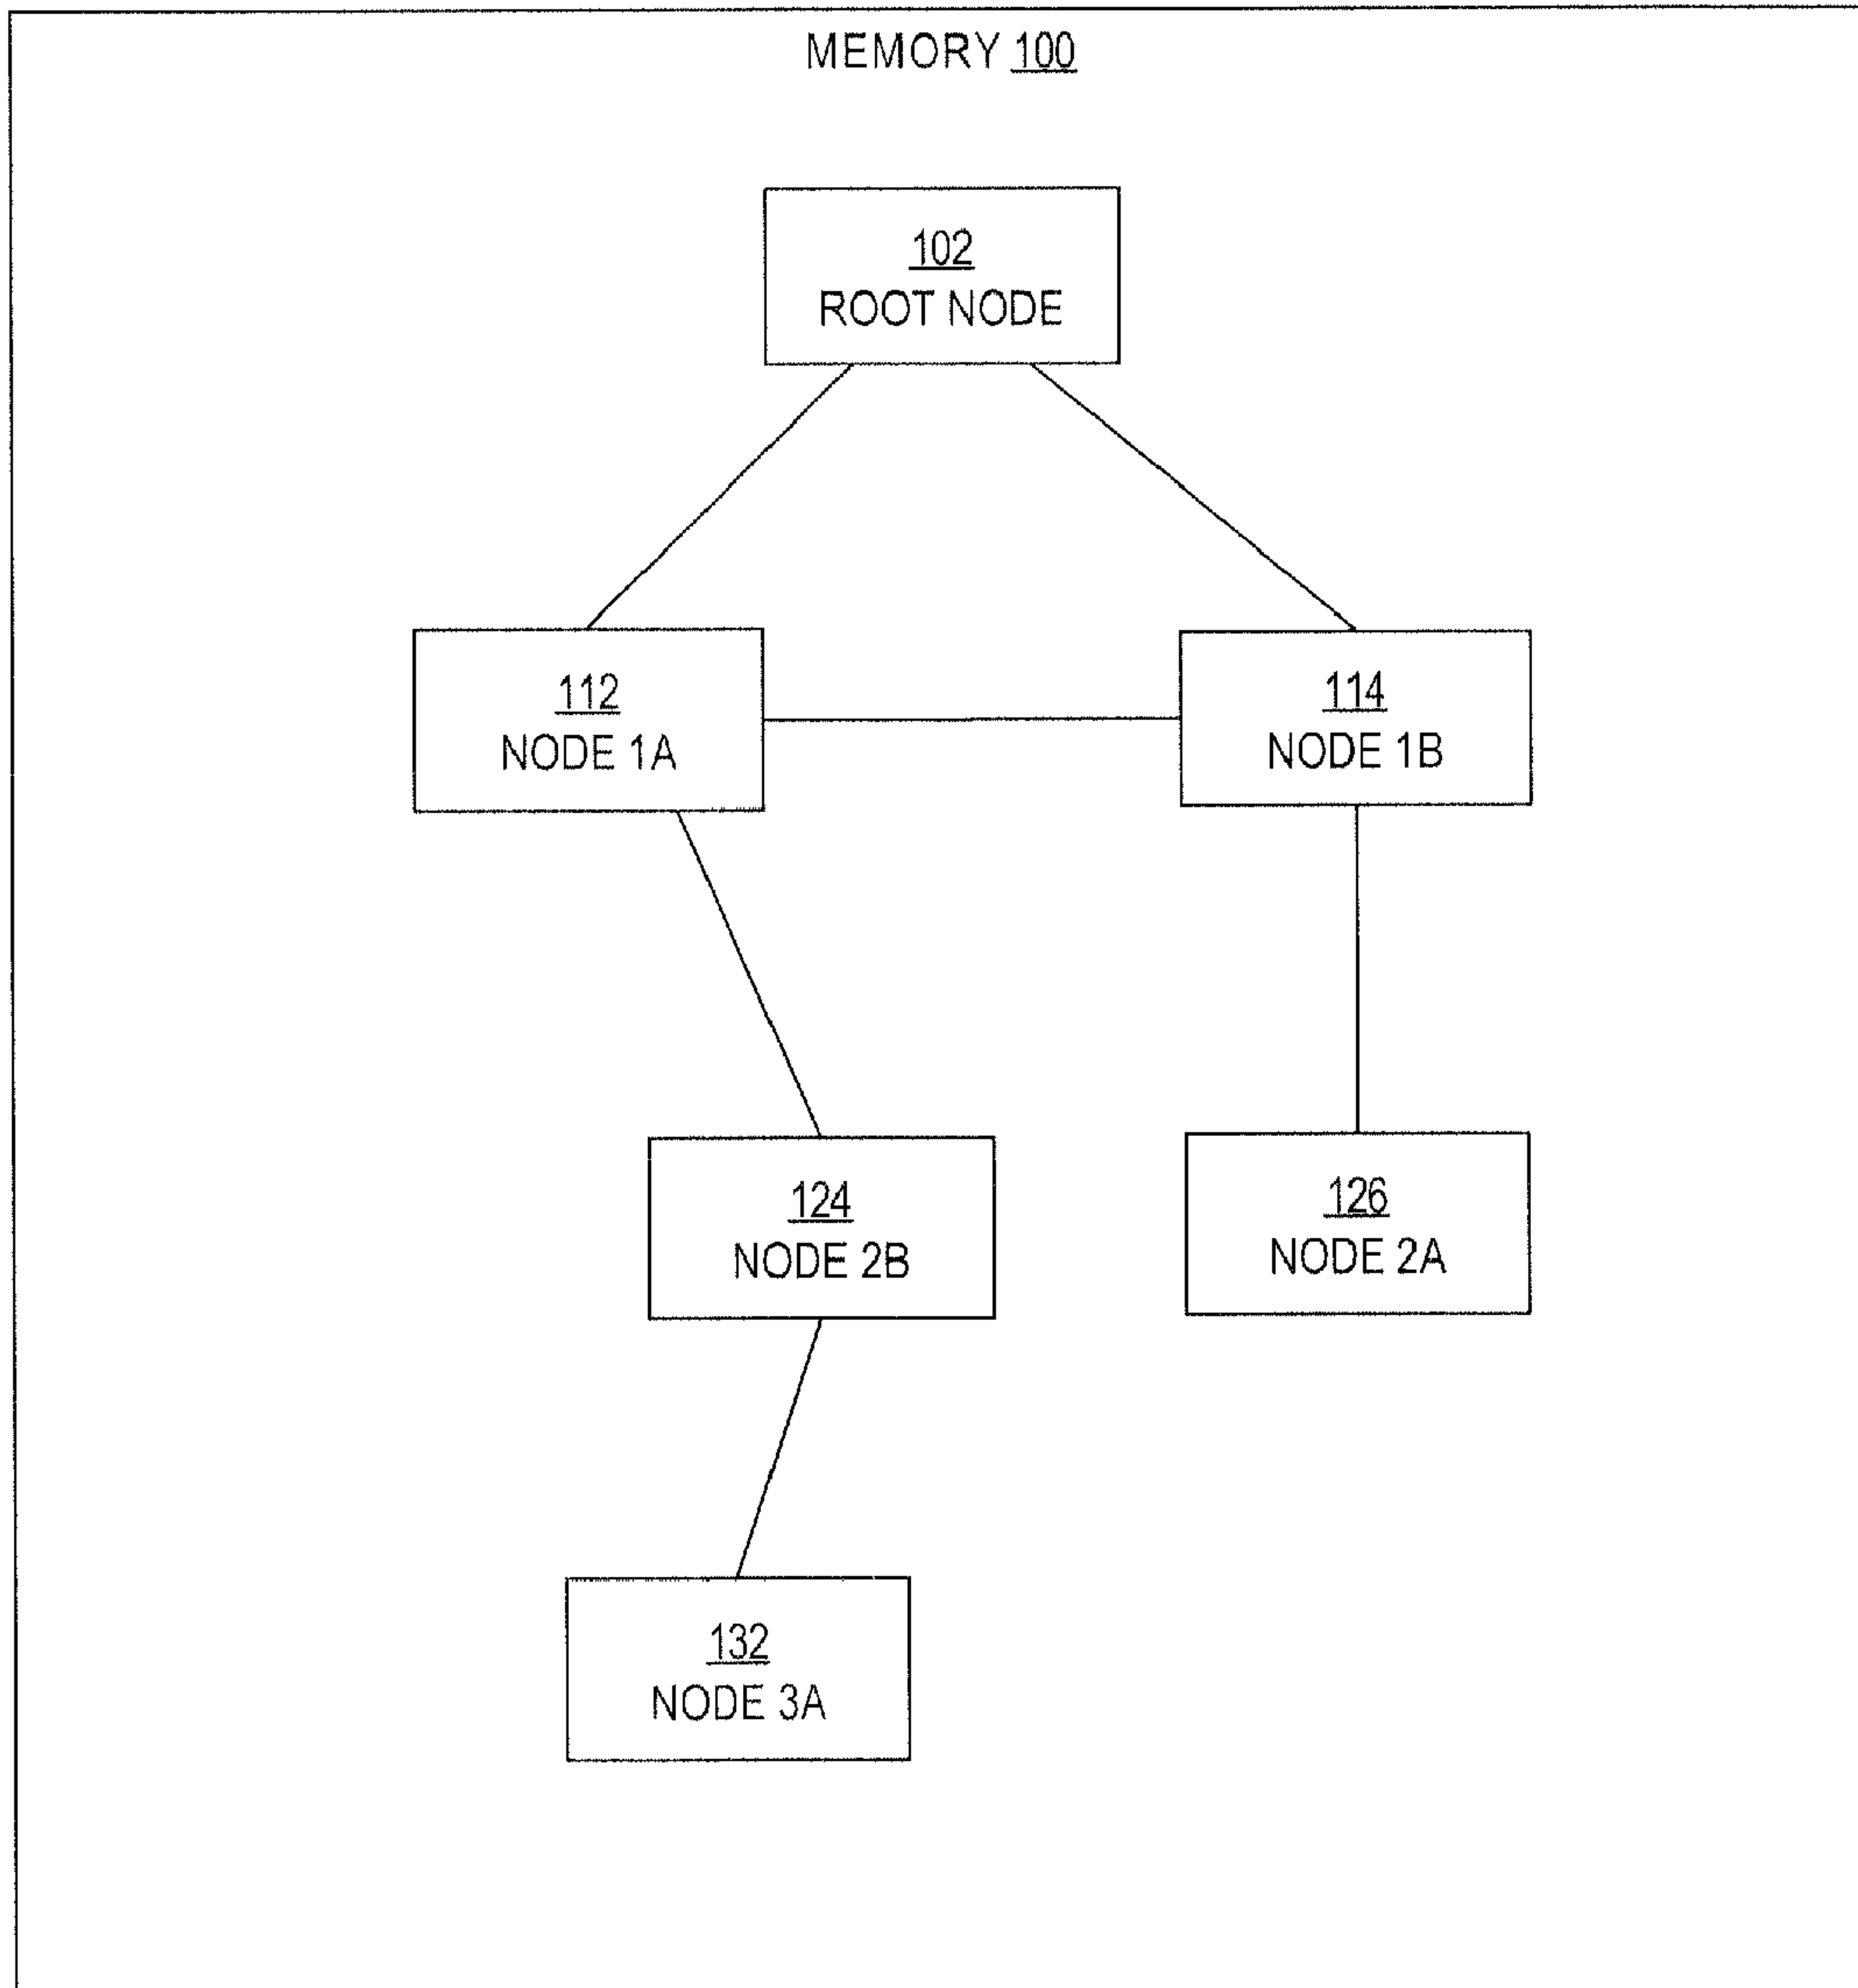 MEMORY 100
102
ROOT NODE
112
NODE 1A
114
NODE 1B
124
NODE 2B
126
NODE 2A
132
NODE 3A